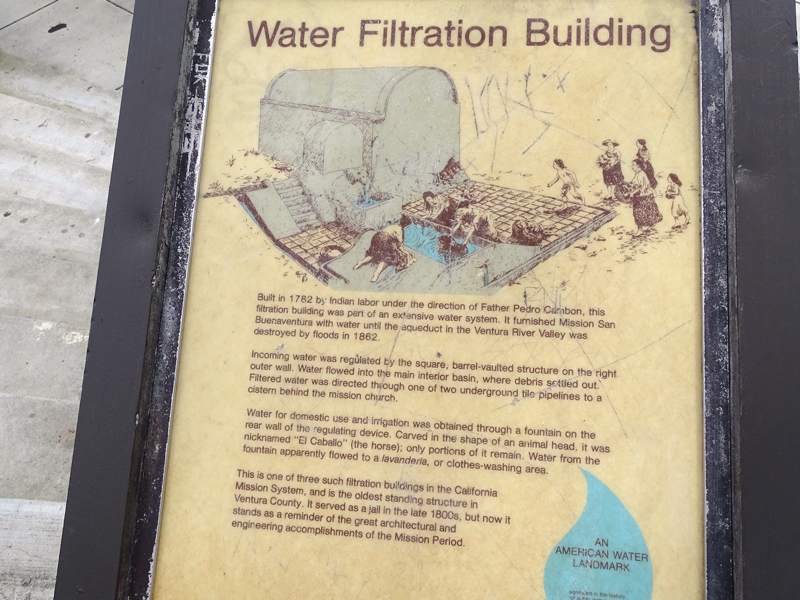 Water Filtration Building
Built in 1782 by Indian labor under the direction of Father Pedro Cambon, this
filtration building was part of an extensive water system. It furnished Mission San
Buenaventura with water until the aqueduct in the Ventura River Valley was
destroyed by floods in 1862.
Incoming water was regulated by the square, barrel-vaulted structure on the right
outer wall. Water flowed into the main interior basin, where debris settled out.
Filtered water was directed through one of two underground tile pipelines to a
cistern behind the mission church.
Water for domestic use and irrigation was obtained through a fountain on the
rear wall of the regulating device. Carved in the shape of an animal head, it was
nicknamed "El Caballo" (the horse); only portions of it remain. Water from the
fountain apparently flowed to a lavanderia, or clothes-washing area.
This is one of three such filtration buildings in the California
Mission System, and is the oldest standing structure in
Ventura County. It served as a jail in the late 1800s, but now it
stands as a reminder of the great architectural and
engineering accomplishments of the Mission Period.
AN
AMERICAN WATER
LANDMARK
significant in the history